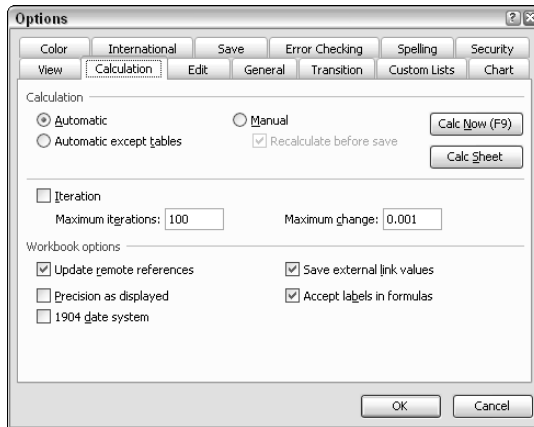 Options
Color International Save Error Checking Spelling Security
View Calculation Edit General Transition Custom Lists Chart
Calculation
Automatic Manual Calc Now (F9)
Automatic except tables Recalculate before save
Calc Sheet
Iteration
Maximum iterations: 100 Maximum change: 0.001
Workbook options
Update remote references Save external link values
Precision as displayed Accept labels in formulas
1904 date system
OK Cancel